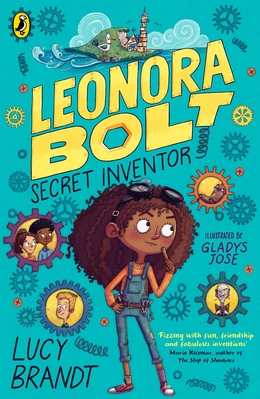 LEONORA
BOLT
SECRET INVENTOR
ILLUSTRATED BY
GLADYS
JOSE
'Fizzing with fun, friendship
and fabulous inventions'
Maria Kuzniar, author of
The Ship of Shadows
LUCY
BRANDT